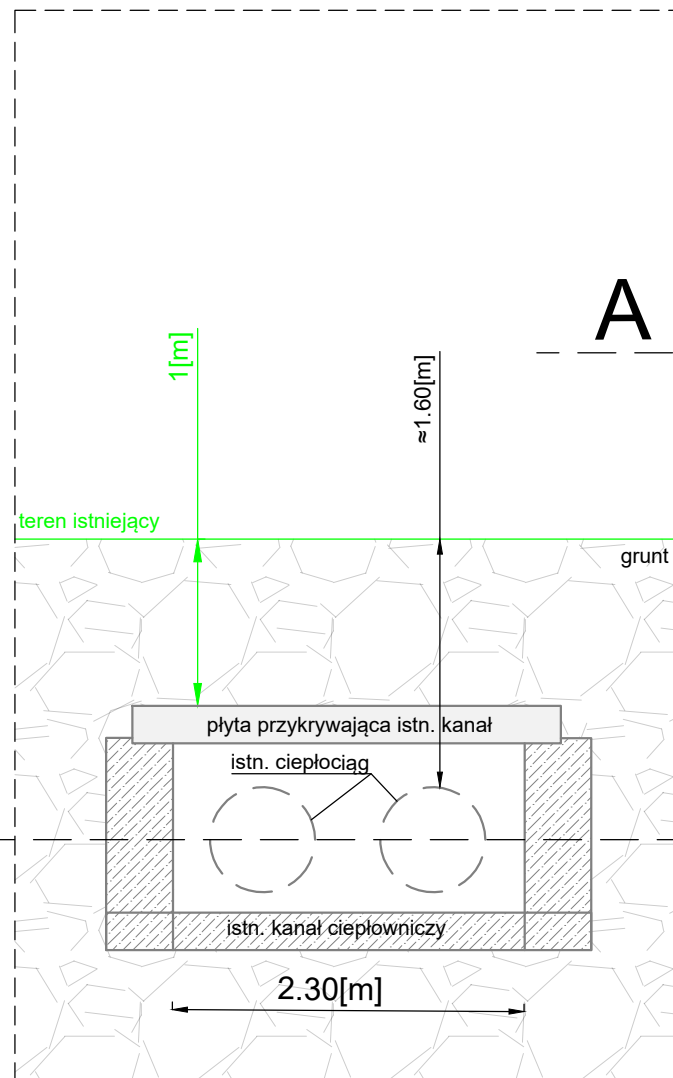 A
1[m]
≈1.60[m]
teren istniejący
grunt
płyta przykrywająca istn. kanał
istn. ciepłociąg
istn. kanał ciepłowniczy
2.30[m]